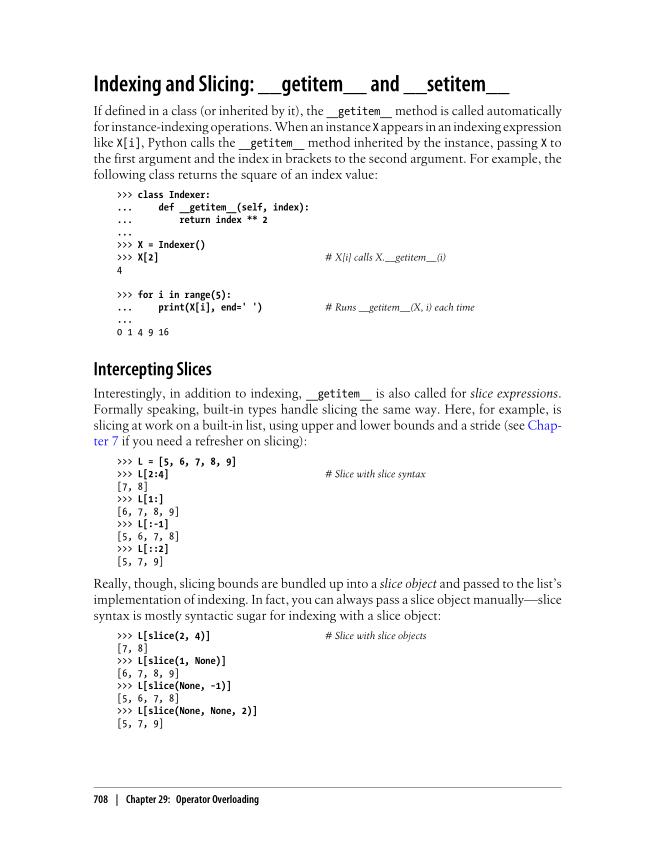 Indexing and Slicing: __getitem__ and __setitem__
If defined in a class (or inherited by it), the __getitem__ method is called automatically
for instance-indexing operations. When an instance X appears in an indexing expression
like X[i], Python calls the __getitem__ method inherited by the instance, passing X to
the first argument and the index in brackets to the second argument. For example, the
following class returns the square of an index value:
>>> class Indexer:
...     def __getitem__(self, index):
...         return index ** 2
...
>>> X = Indexer()
>>> X[2]                              # X[i] calls X.__getitem__(i)
4
>>> for i in range(5):
...     print(X[i], end=' ')          # Runs __getitem__(X, i) each time
...
0 1 4 9 16
Intercepting Slices
Interestingly, in addition to indexing, __getitem__ is also called for slice expressions.
Formally speaking, built-in types handle slicing the same way. Here, for example, is
slicing at work on a built-in list, using upper and lower bounds and a stride (see Chap-
ter 7 if you need a refresher on slicing):
>>> L = [5, 6, 7, 8, 9]
>>> L[2:4]                            # Slice with slice syntax
[7, 8]
>>> L[1:]
[6, 7, 8, 9]
>>> L[:-1]
[5, 6, 7, 8]
>>> L[::2]
[5, 7, 9]
Really, though, slicing bounds are bundled up into a slice object and passed to the list's
implementation of indexing. In fact, you can always pass a slice object manually—slice
syntax is mostly syntactic sugar for indexing with a slice object:
>>> L[slice(2, 4)]                    # Slice with slice objects
[7, 8]
>>> L[slice(1, None)]
[6, 7, 8, 9]
>>> L[slice(None, -1)]
[5, 6, 7, 8]
>>> L[slice(None, None, 2)]
[5, 7, 9]
708 | Chapter 29: Operator Overloading